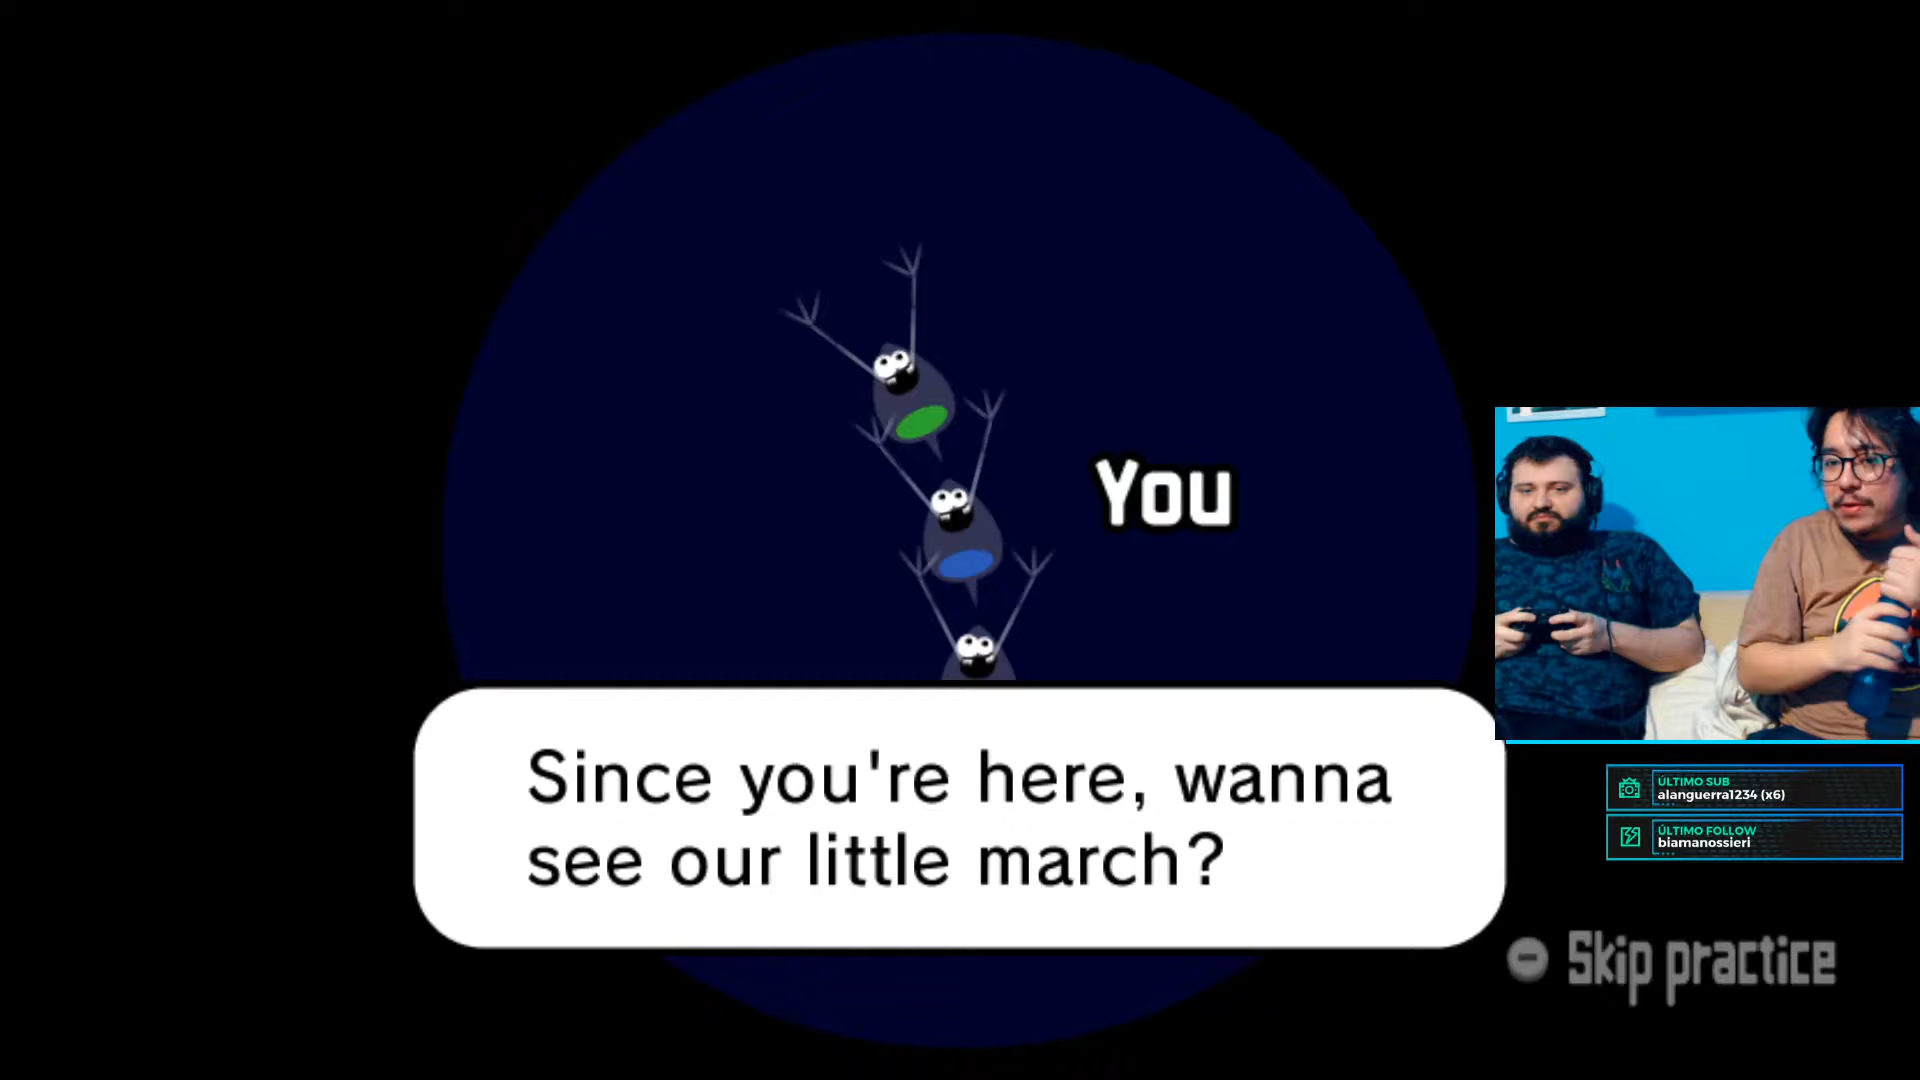 You
Since you're here, wanna
see our little march?
ÚLTIMO SUB
alanguerra1234 (x6)
ÚLTIMO FOLLOW
biamanossieri
Skip practice